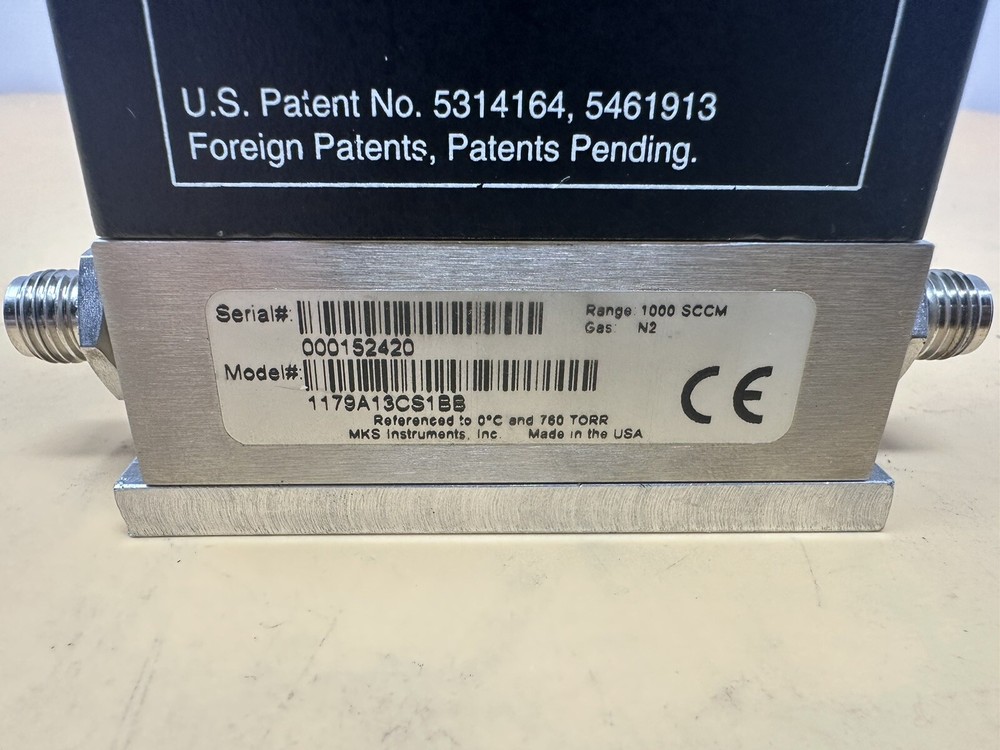 U.S. Patent No. 5314164, 5461913
Foreign Patents, Patents Pending.
Serial#:
Range: 1000 SCCM
Gas: N2
000152420
Model#:
1179A13CS1BB
CE
Referenced to 0°C and 760 TORR
MKS Instruments, Inc. Made in the USA